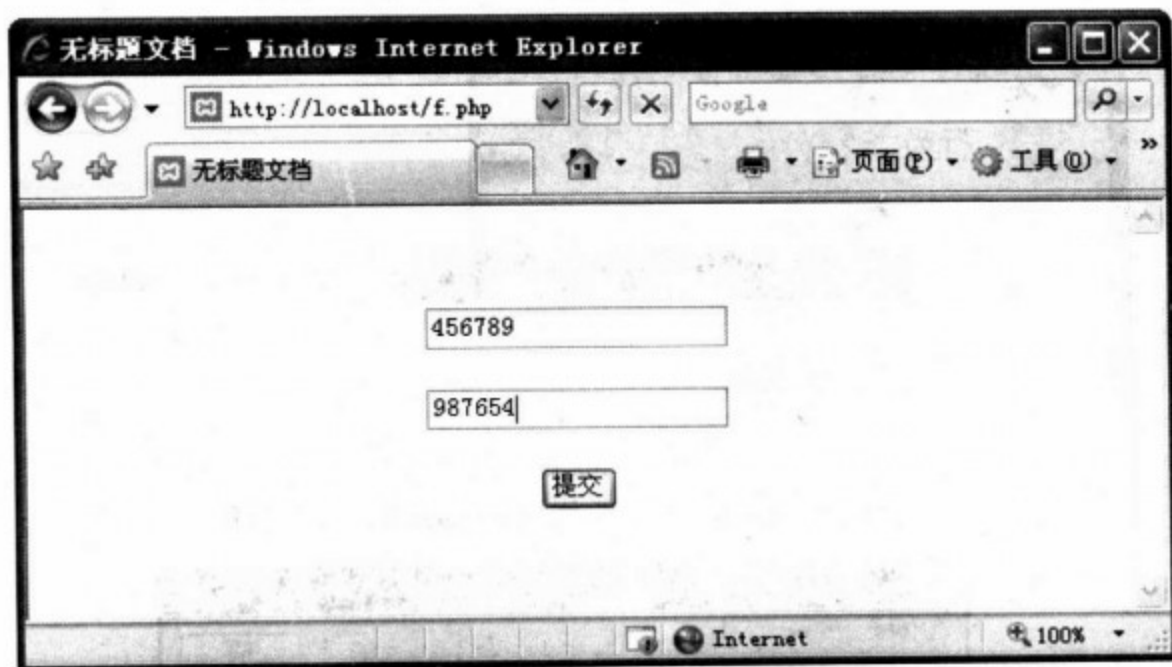 无标题文档 - Windows Internet Explorer
http://localhost/f.php
Google
无标题文档
页面(P)
工具(O)
456789
987654
提交
Internet
100%